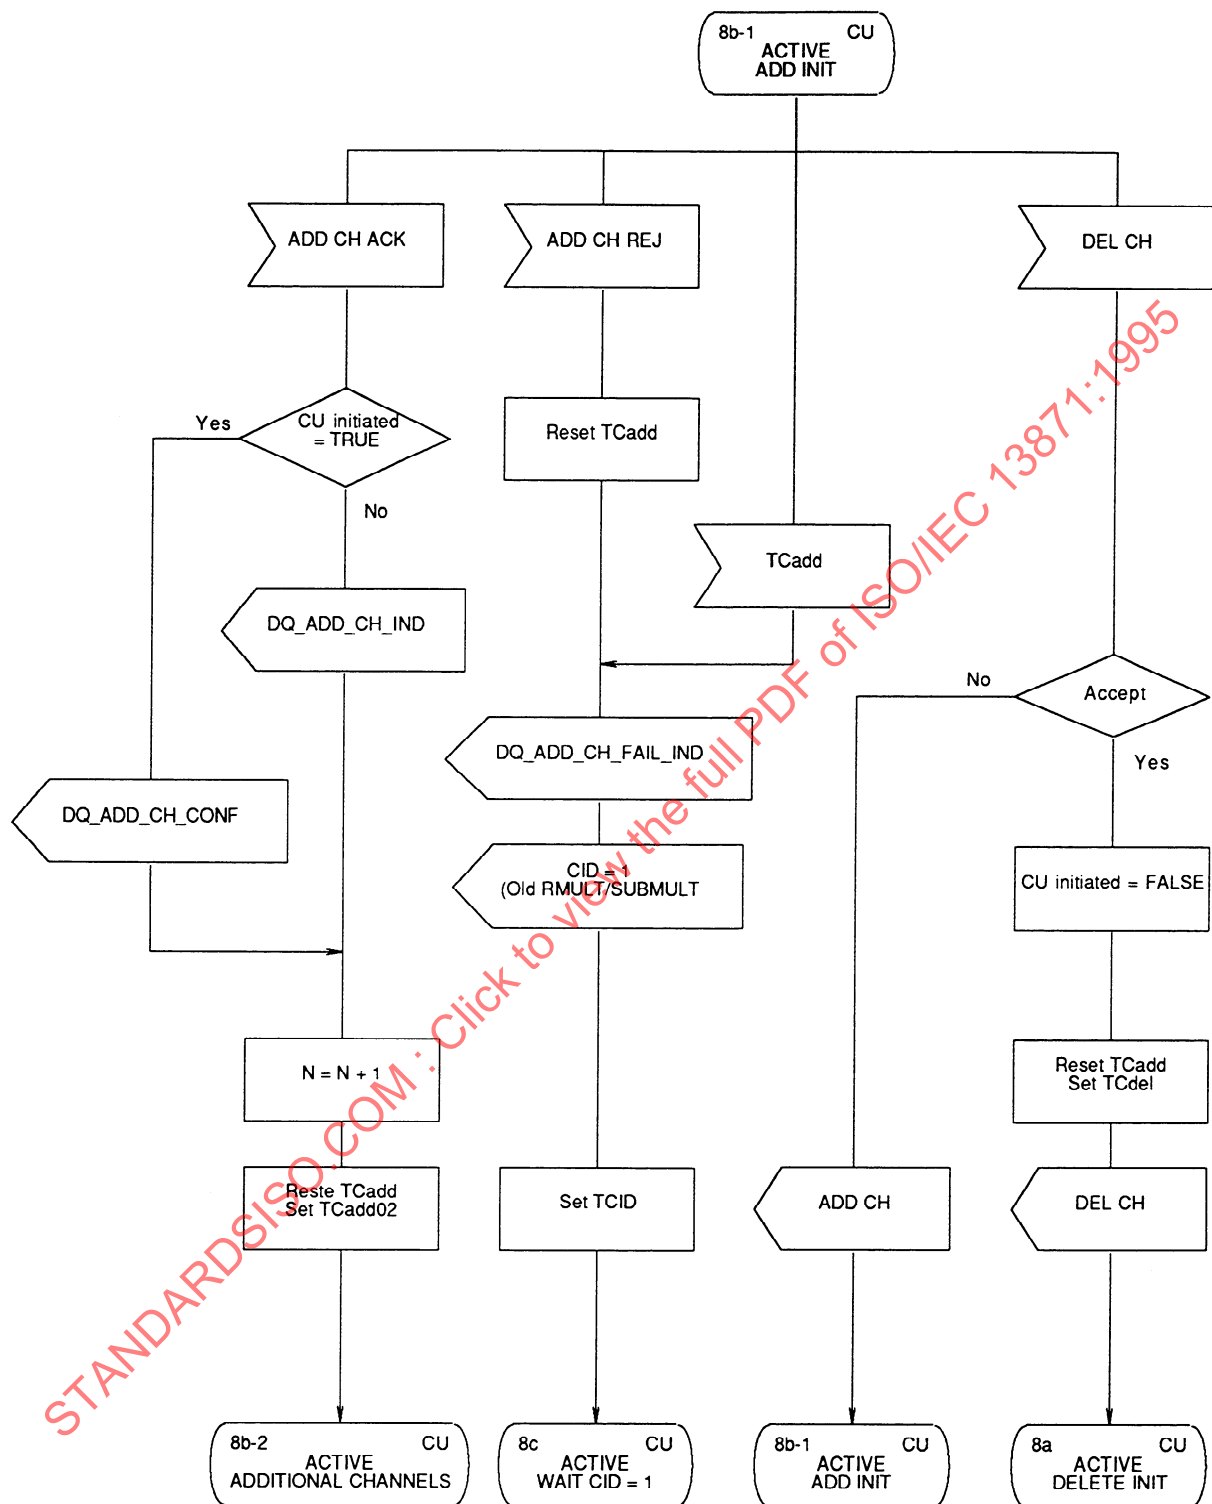 8b-1 CU
ACTIVE
ADD INIT
ADD CH ACK
ADD CH REJ
DEL CH
CU initiated
= TRUE
Yes
No
Reset TCadd
TCadd
DQ_ADD_CH_IND
DQ_ADD_CH_FAIL_IND
Accept
No
Yes
DQ_ADD_CH_CONF
CID = 1
(Old RMULT/SUBMULT
CU initiated = FALSE
N = N + 1
Reset TCadd
Set TCdel
Reste TCadd
Set TCadd02
Set TCID
ADD CH
DEL CH
8b-2 CU
ACTIVE
ADDITIONAL CHANNELS
8c CU
ACTIVE
WAIT CID = 1
8b-1 CU
ACTIVE
ADD INIT
8a CU
ACTIVE
DELETE INIT
STANDARDSISO.COM : Click to view the full PDF of ISO/IEC 13871:1995